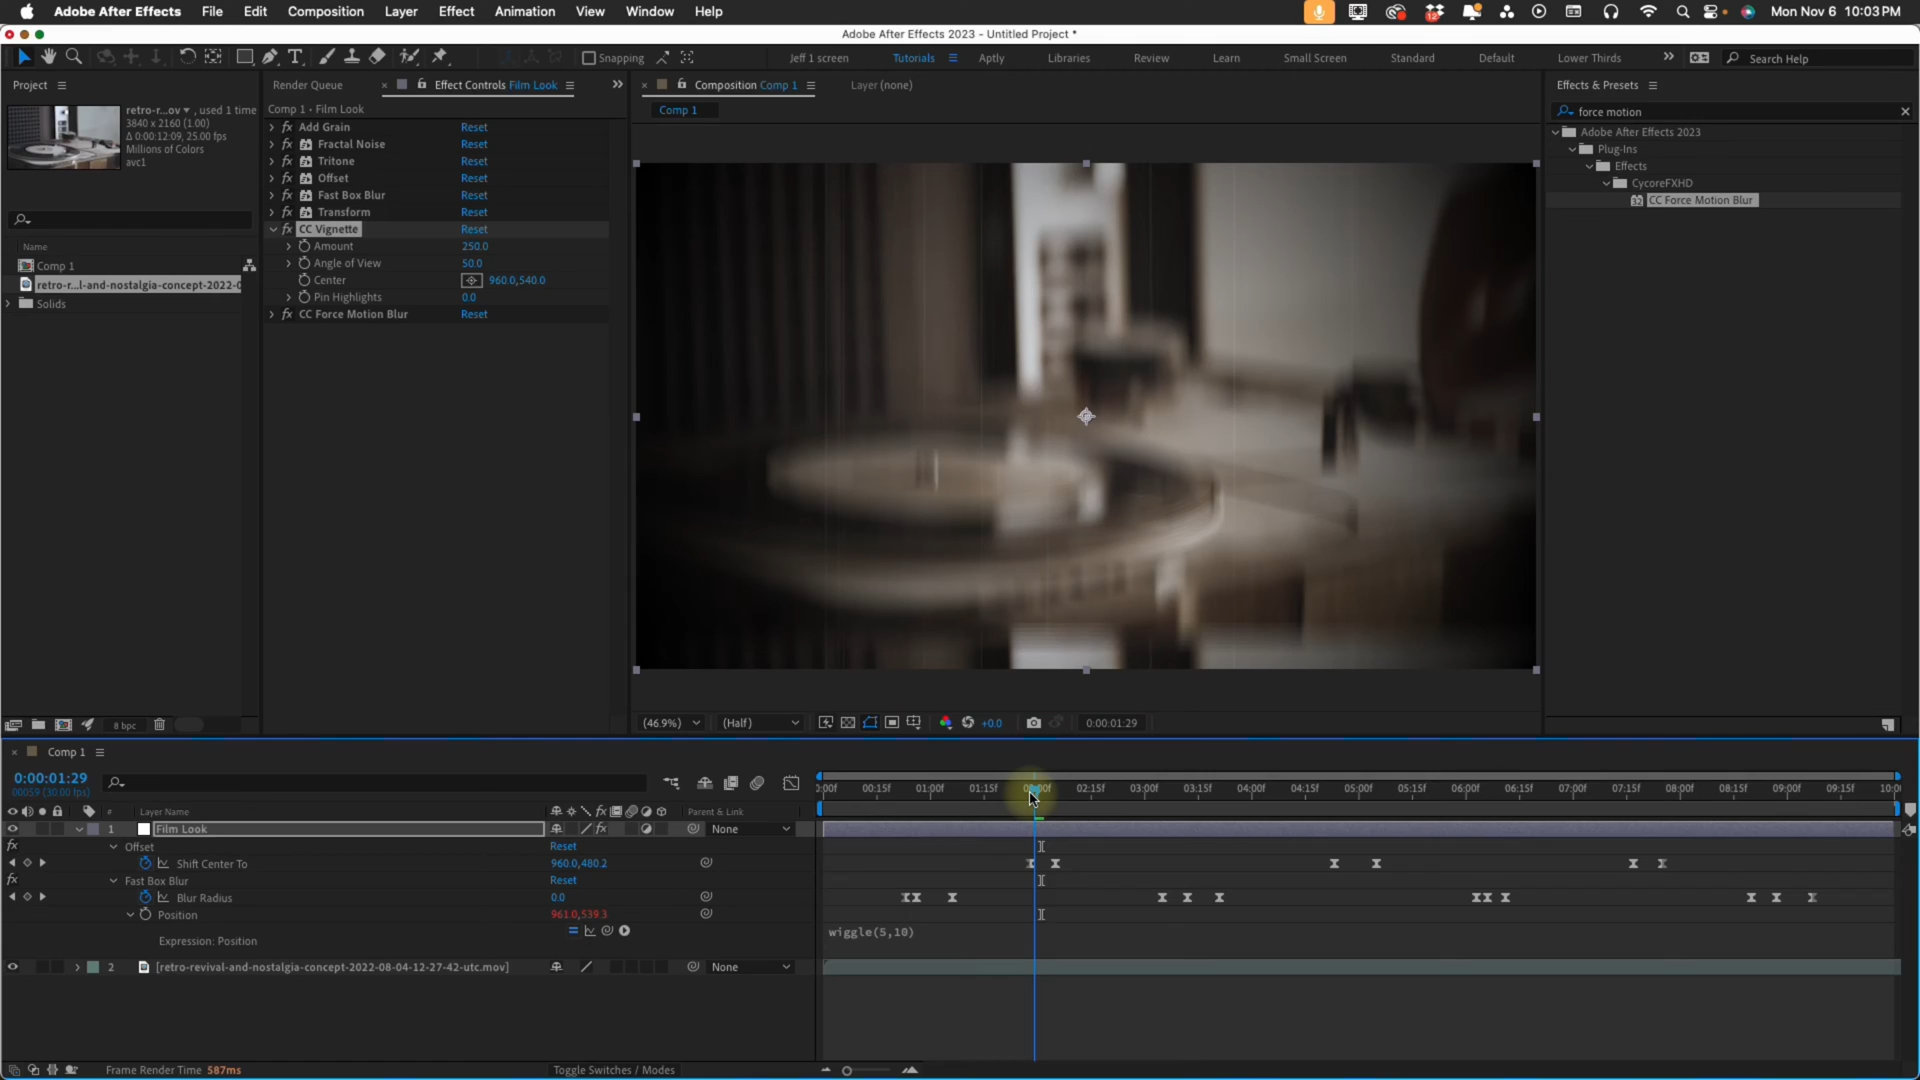 Adobe After Effects File Edit Composition Layer Effect Animation View Window Help Mon Nov 6 10:03 PM
Adobe After Effects 2023 - Untitled Project *
Snapping Jeff 1 screen Tutorials Aptly Libraries Review Learn Small Screen Standard Default Lower Thirds Search Help
Project
retro-r...ov, used 1 time
3840 x 2160 (1.00)
Δ 0:00:12:09, 25.00 fps
Millions of Colors
avc1
Name
Comp 1
retro-r...l-and-nostalgia-concept-2022-0
Solids
8 bpc
Render Queue Effect Controls Film Look
Comp 1 • Film Look
Add Grain Reset
Fractal Noise Reset
Tritone Reset
Offset Reset
Fast Box Blur Reset
Transform Reset
CC Vignette Reset
Amount 250.0
Angle of View 50.0
Center 960.0,540.0
Pin Highlights 0.0
CC Force Motion Blur Reset
Composition Comp 1 Layer (none)
Comp 1
(46.9%) (Half) +0.0 0:00:01:29
Effects & Presets
force motion
Adobe After Effects 2023
Plug-Ins
Effects
CycoreFXHD
32 CC Force Motion Blur
Comp 1
0:00:01:29
00059 (30.00 fps)
:00f 00:15f 01:00f 01:15f 02:15f 03:00f 03:15f 04:00f 04:15f 05:00f 05:15f 06:00f 06:15f 07:00f 07:15f 08:00f 08:15f 09:00f 09:15f 10:0
# Layer Name Parent & Link
1 Film Look None
Offset Reset
Shift Center To 960.0,480.2
Fast Box Blur Reset
Blur Radius 0.0
Position 961.0,539.3
Expression: Position wiggle(5,10)
2 [retro-revival-and-nostalgia-concept-2022-08-04-12-27-42-utc.mov] None
Frame Render Time 587ms Toggle Switches / Modes